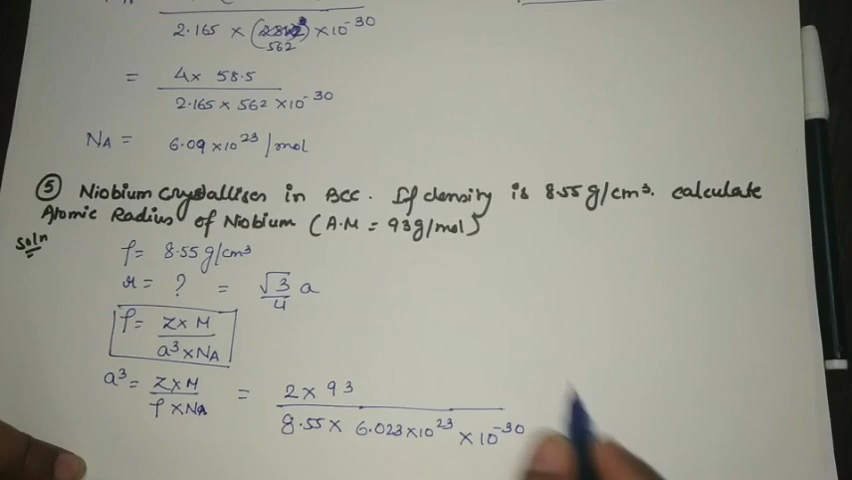 2.165 × (562³) × 10⁻³⁰
= 4 × 58.5
2.165 × 562 × 10⁻³⁰
NA = 6.09 × 10²³ / mol
⑤ Niobium crystallises in BCC. If density is 8.55 g/cm³. calculate
Atomic Radius of Niobium (A.M = 93g/mol)
Soln
ρ = 8.55 g/cm³
r = ? = √3/4 a
ρ = Z × M / a³ × NA
a³ = Z × M / ρ × NA = 2 × 93 / 8.55 × 6.023 × 10²³ × 10⁻³⁰